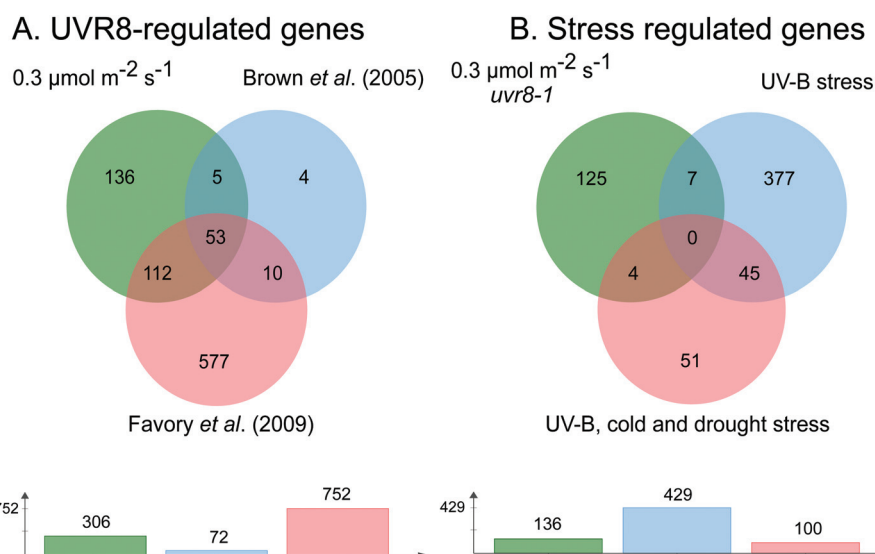 A. UVR8-regulated genes
0.3 µmol m-2 s-1
Brown et al. (2005)
136
5
4
53
112
10
577
Favory et al. (2009)
752
306
72
752
B. Stress regulated genes
0.3 µmol m-2 s-1
uvr8-1
UV-B stress
125
7
377
0
4
45
51
UV-B, cold and drought stress
429
136
429
100